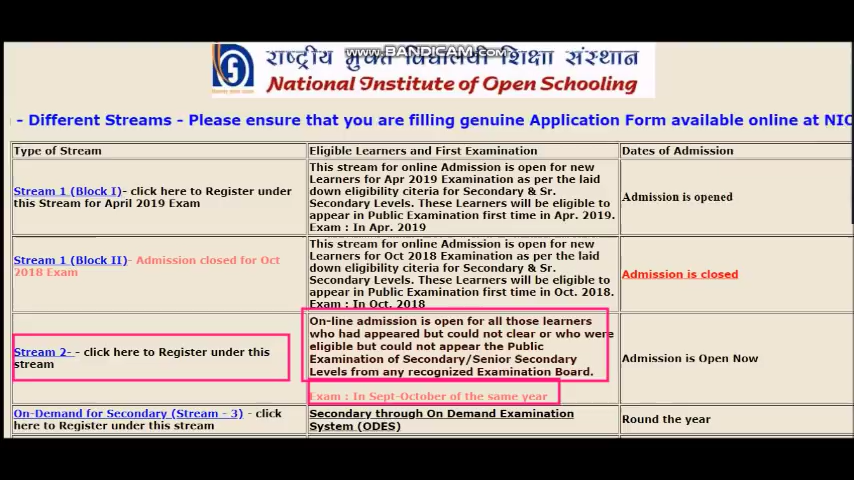 www.BANDICAM.com
राष्ट्रीय मुक्त विद्यालयी शिक्षा संस्थान
National Institute of Open Schooling
- Different Streams - Please ensure that you are filling genuine Application Form available online at NIO
Type of Stream
Eligible Learners and First Examination
Dates of Admission
Stream 1 (Block I)- click here to Register under
this Stream for April 2019 Exam
This stream for online Admission is open for new
Learners for Apr 2019 Examination as per the laid
down eligibility citeria for Secondary & Sr.
Secondary Levels. These Learners will be eligible to
appear in Public Examination first time in Apr. 2019.
Exam : In Apr. 2019
Admission is opened
Stream 1 (Block II)- Admission closed for Oct
2018 Exam
This stream for online Admission is open for new
Learners for Oct 2018 Examination as per the laid
down eligibility citeria for Secondary & Sr.
Secondary Levels. These Learners will be eligible to
appear in Public Examination first time in Oct. 2018.
Exam : In Oct. 2018
Admission is closed
Stream 2- - click here to Register under this
stream
On-line admission is open for all those learners
who had appeared but could not clear or who were
eligible but could not appear the Public
Examination of Secondary/Senior Secondary
Levels from any recognized Examination Board.
Exam : In Sept-October of the same year
Admission is Open Now
On-Demand for Secondary (Stream - 3) - click
here to Register under this stream
Secondary through On Demand Examination
System (ODES)
Round the year